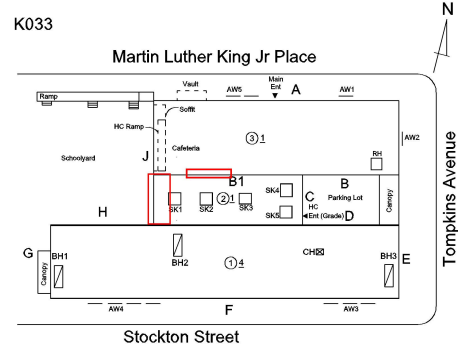 K033
N
Martin Luther King Jr Place
Vault
AW5
Main
Ent
A
AW1
Ramp
Soffit
HC Ramp
AW2
J
Cafeteria
3 1
RH
Schoolyard
B1
B
SK4
C
Parking Lot
Canopy
SK1
SK2
2 1
SK3
HC
Ent (Grade)
D
SK5
H
Tompkins Avenue
G
BH1
BH2
1 4
CH
BH3
E
Canopy
AW4
F
AW3
Stockton Street